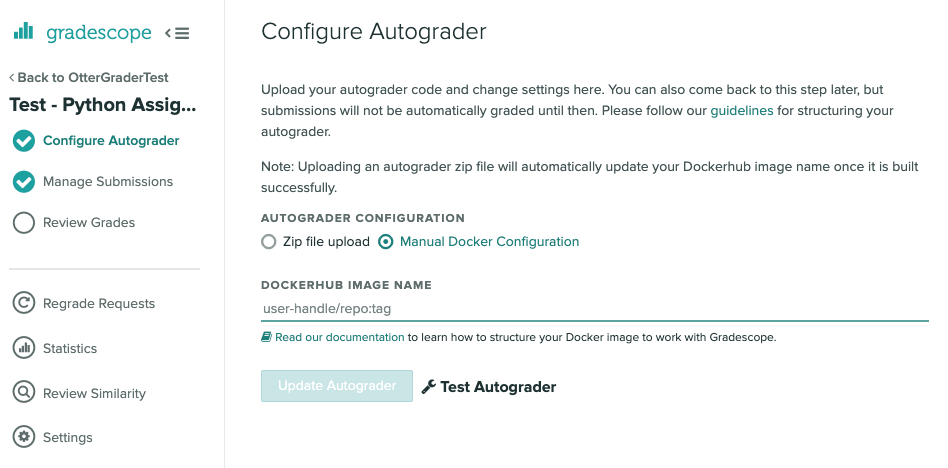 gradescope
Back to OtterGraderTest
Test - Python Assig...
Configure Autograder
Manage Submissions
Review Grades
Regrade Requests
Statistics
Review Similarity
Settings
Configure Autograder
Upload your autograder code and change settings here. You can also come back to this step later, but
submissions will not be automatically graded until then. Please follow our guidelines for structuring your
autograder.
Note: Uploading an autograder zip file will automatically update your Dockerhub image name once it is built
successfully.
AUTOGRADER CONFIGURATION
Zip file upload Manual Docker Configuration
DOCKERHUB IMAGE NAME
user-handle/repo:tag
Read our documentation to learn how to structure your Docker image to work with Gradescope.
Update Autograder Test Autograder